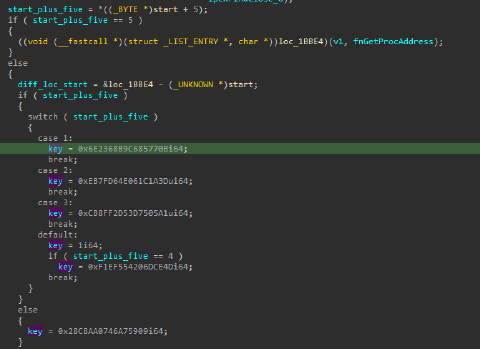 start_plus_five = *((_BYTE *)start + 5);
if ( start_plus_five == 5 )
{
((void (__fastcall *)(struct _LIST_ENTRY *, char *))loc_1BBE4)(v1, fnGetProcAddress);
}
else
{
diff_loc_start = &loc_1BBE4 - (_UNKNOWN *)start;
if ( start_plus_five )
{
switch ( start_plus_five )
{
case 1:
key = 0x6E2368B9C685770Bi64;
break;
case 2:
key = 0xEB7FD64E061C1A3Dui64;
break;
case 3:
key = 0xCB8FF2D53D7505A1ui64;
break;
default:
key = 1i64;
if ( start_plus_five == 4 )
key = 0xF1EF554206DCE4Di64;
break;
}
}
else
{
key = 0x28C8AA0746A75909i64;
}